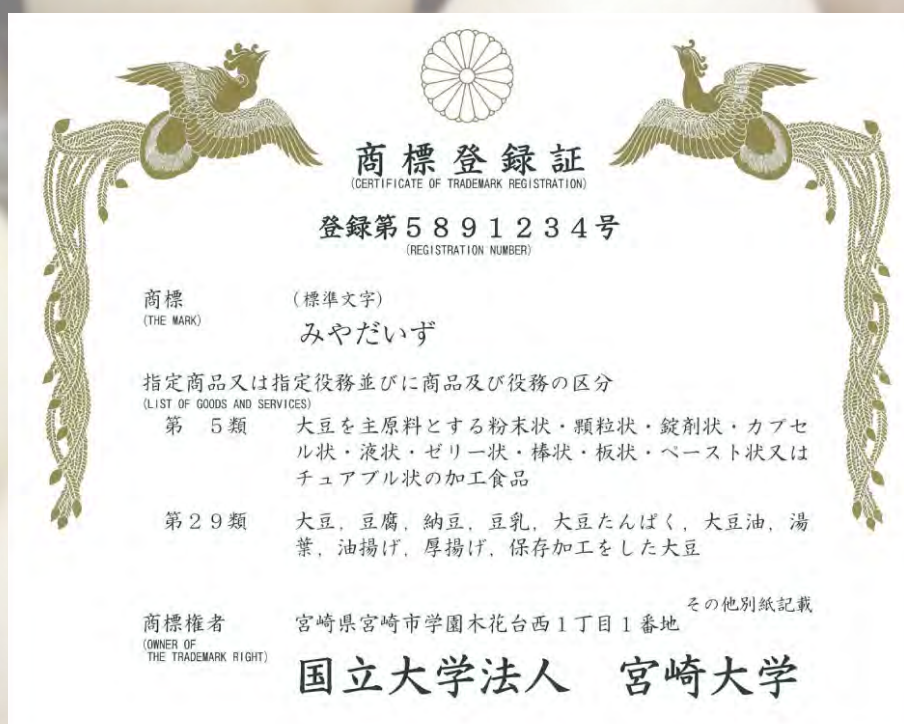 商標登録証
(CERTIFICATE OF TRADEMARK REGISTRATION)
登録第5891234号
(REGISTRATION NUMBER)
商標 (標準文字)
(THE MARK)
みやだいず
指定商品又は指定役務並びに商品及び役務の区分
(LIST OF GOODS AND SERVICES)
第 5類 大豆を主原料とする粉末状・顆粒状・錠剤状・カプセ
ル状・液状・ゼリー状・棒状・板状・ペースト状又は
チュアブル状の加工食品
第29類 大豆,豆腐,納豆,豆乳,大豆たんぱく,大豆油,湯
葉,油揚げ,厚揚げ,保存加工をした大豆
その他別紙記載
商標権者 宮崎県宮崎市学園木花台西1丁目1番地
(OWNER OF
THE TRADEMARK RIGHT)
国立大学法人 宮崎大学